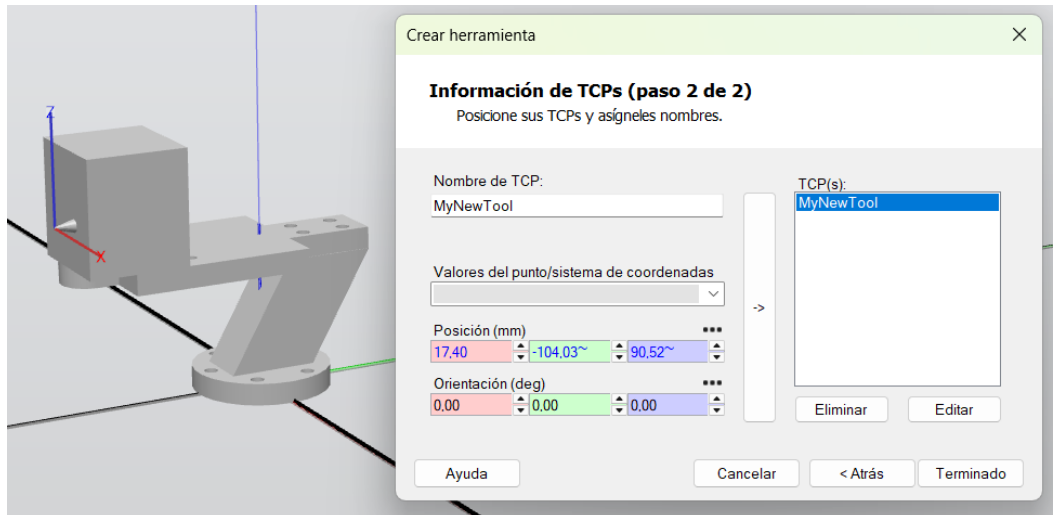 Crear herramienta
Información de TCPs (paso 2 de 2)
Posicione sus TCPs y asígneles nombres.
Z
X
Nombre de TCP:
MyNewTool
TCP(s):
MyNewTool
Valores del punto/sistema de coordenadas
->
Posición (mm)
17,40 -104,03~ 90,52~
Orientación (deg)
0,00 0,00 0,00
Eliminar Editar
Ayuda Cancelar < Atrás Terminado